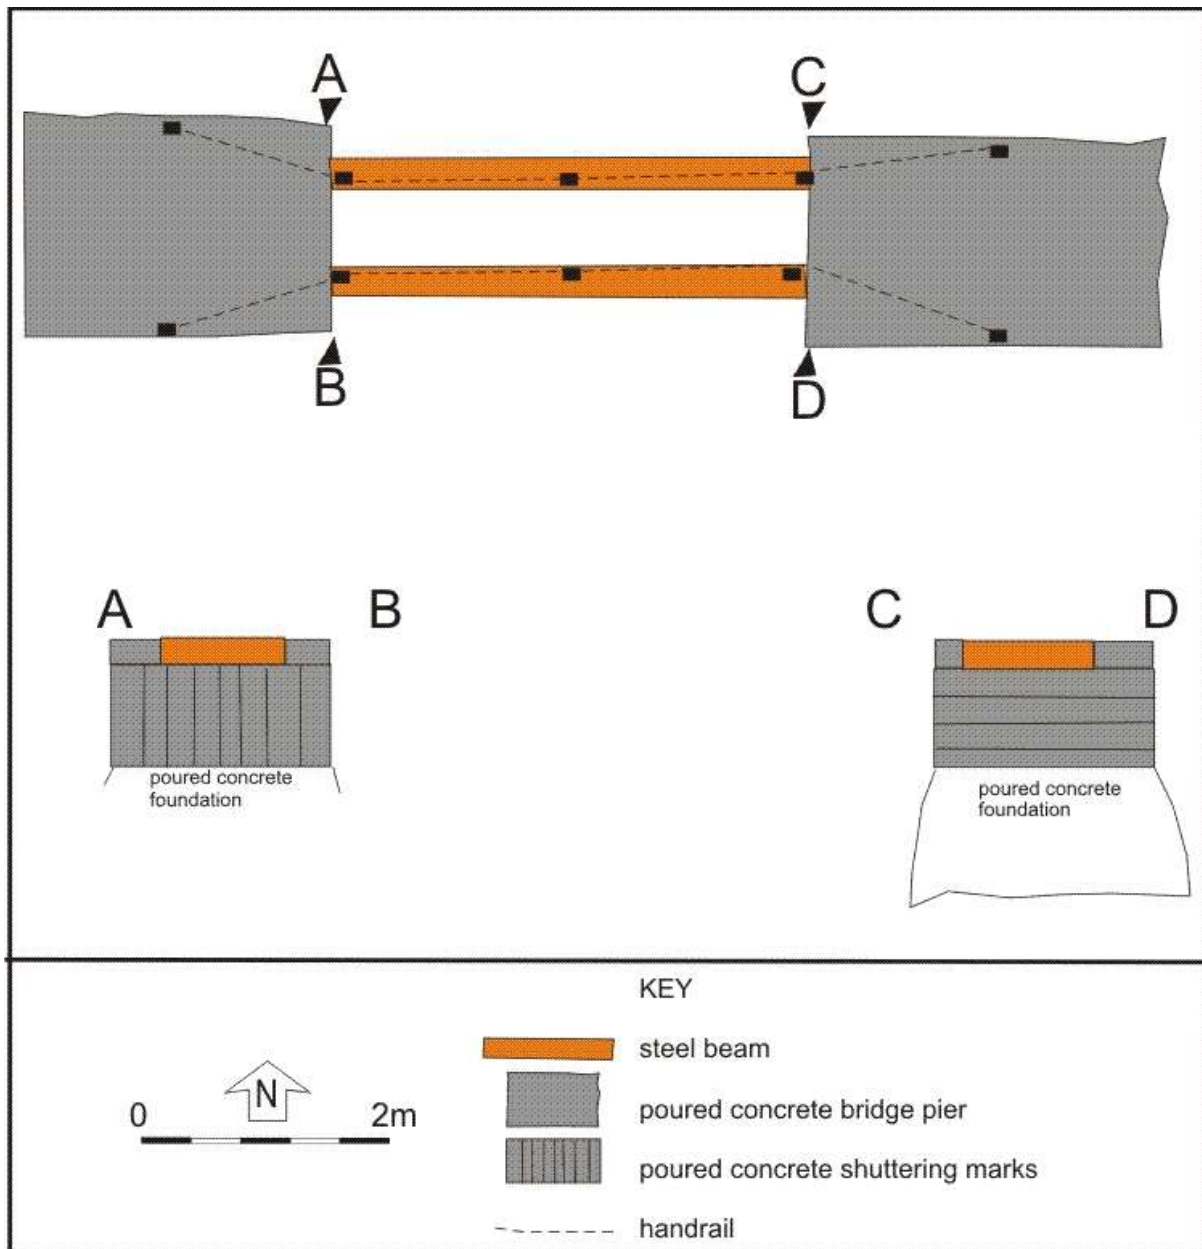 A
C
B
D
A
B
C
D
poured concrete
foundation
poured concrete
foundation
KEY
steel beam
N
0
2m
poured concrete bridge pier
poured concrete shuttering marks
handrail